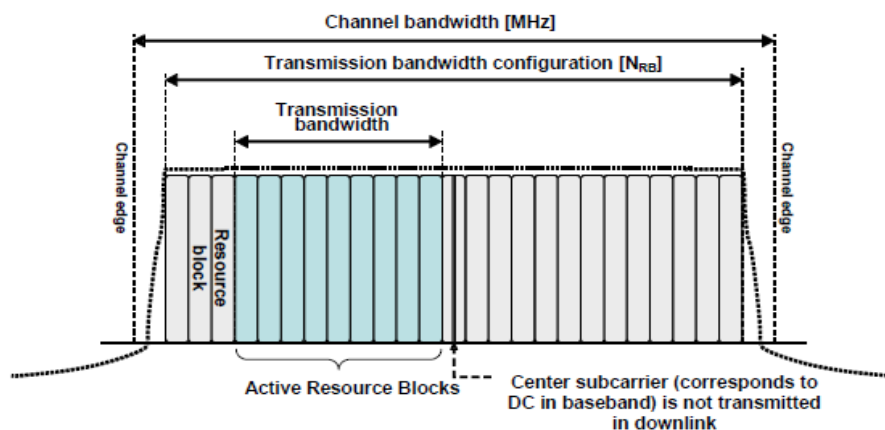 Channel bandwidth [MHz]
Transmission bandwidth configuration [NRB]
Transmission
bandwidth
Channel edge
Channel edge
Resource
block
Active Resource Blocks
Center subcarrier (corresponds to
DC in baseband) is not transmitted
in downlink